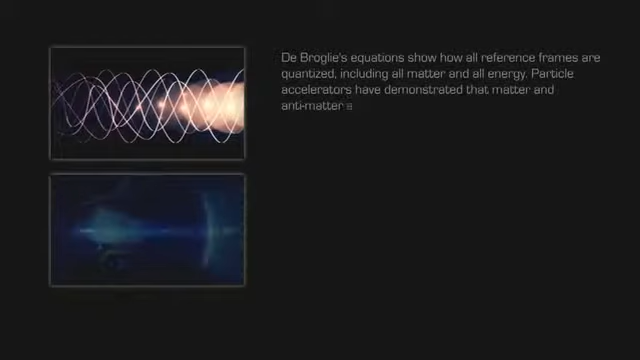 De Broglie's equations show how all reference frames are
quantized, including all matter and all energy. Particle
accelerators have demonstrated that matter and
anti-matter